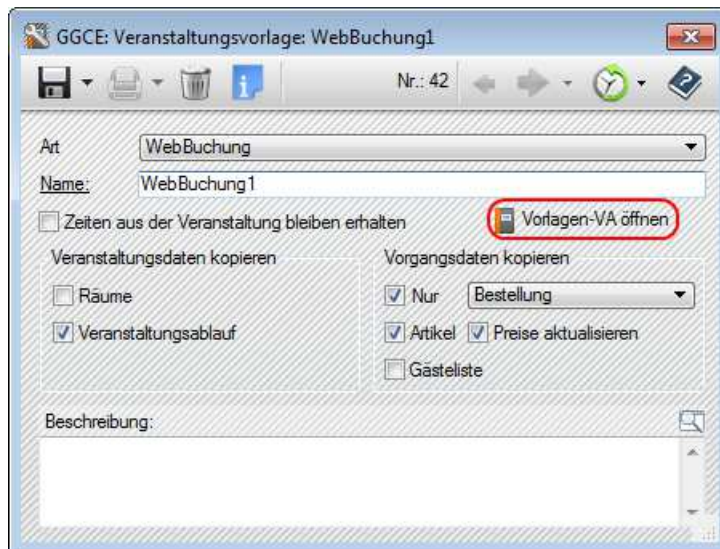 GGCE: Veranstaltungsvorlage: WebBuchung1
Nr.: 42
Art WebBuchung
Name: WebBuchung1
Zeiten aus der Veranstaltung bleiben erhalten
Vorlagen-VA öffnen
Veranstaltungsdaten kopieren
Räume
Veranstaltungsablauf
Vorgangsdaten kopieren
Nur Bestellung
Artikel Preise aktualisieren
Gästeliste
Beschreibung: